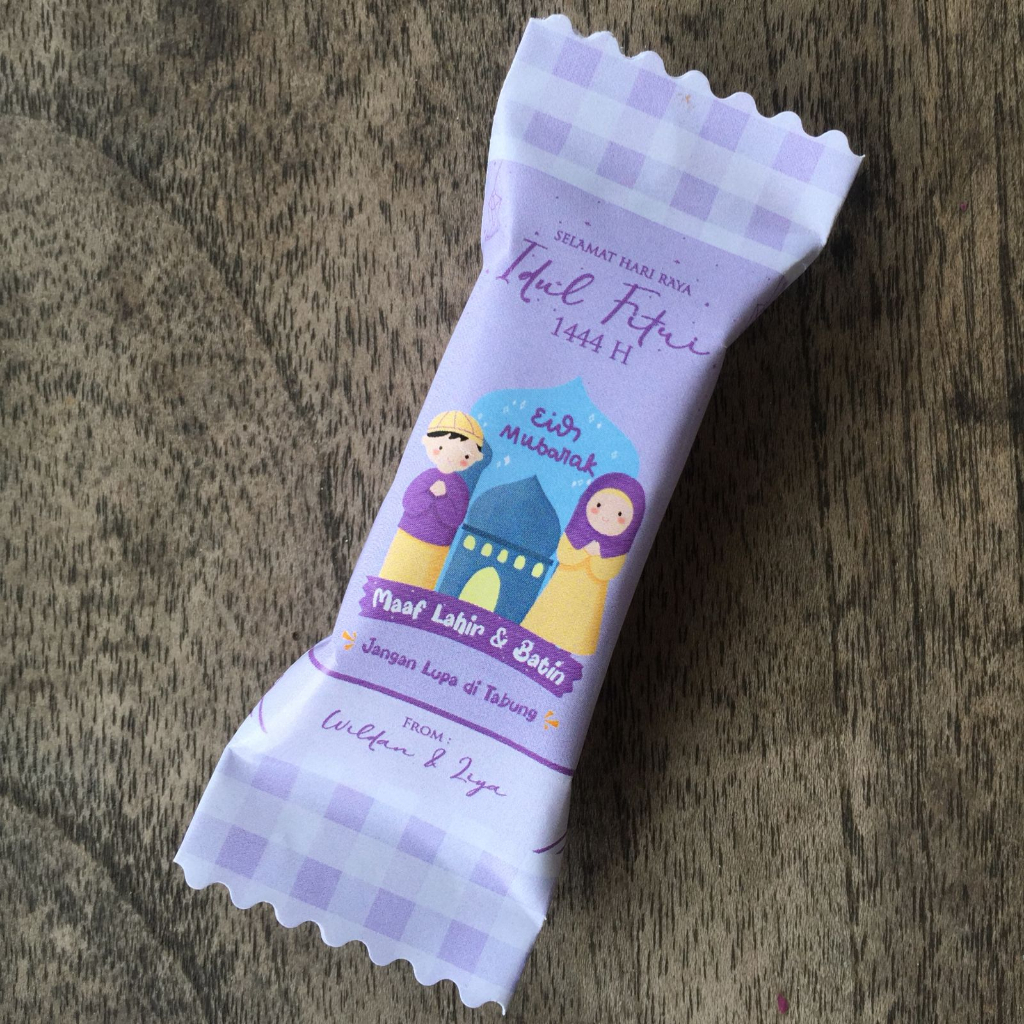 SELAMAT HARI RAYA
Idul Fitri
1444 H
Eid
Mubarak
Maaf Lahir & Batin
Jangan Lupa di Tabung
FROM :
Wildan & Zeya